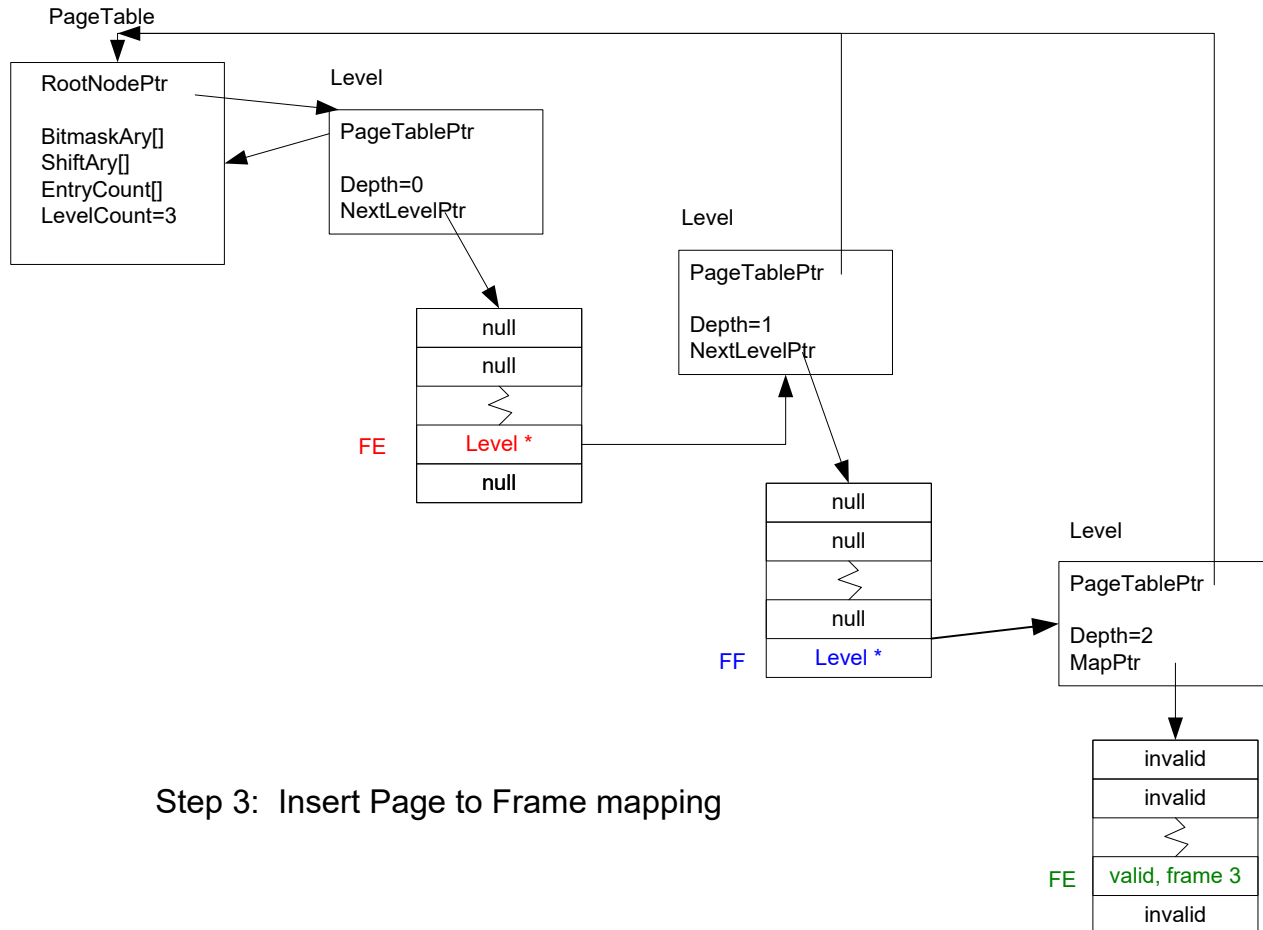 PageTable
RootNodePtr
BitmaskAry[]
ShiftAry[]
EntryCount[]
LevelCount=3
Level
PageTablePtr
Depth=0
NextLevelPtr
null
null
FE
Level *
null
Level
PageTablePtr
Depth=1
NextLevelPtr
null
null
null
FF
Level *
Level
PageTablePtr
Depth=2
MapPtr
invalid
invalid
FE
valid, frame 3
invalid
Step 3: Insert Page to Frame mapping